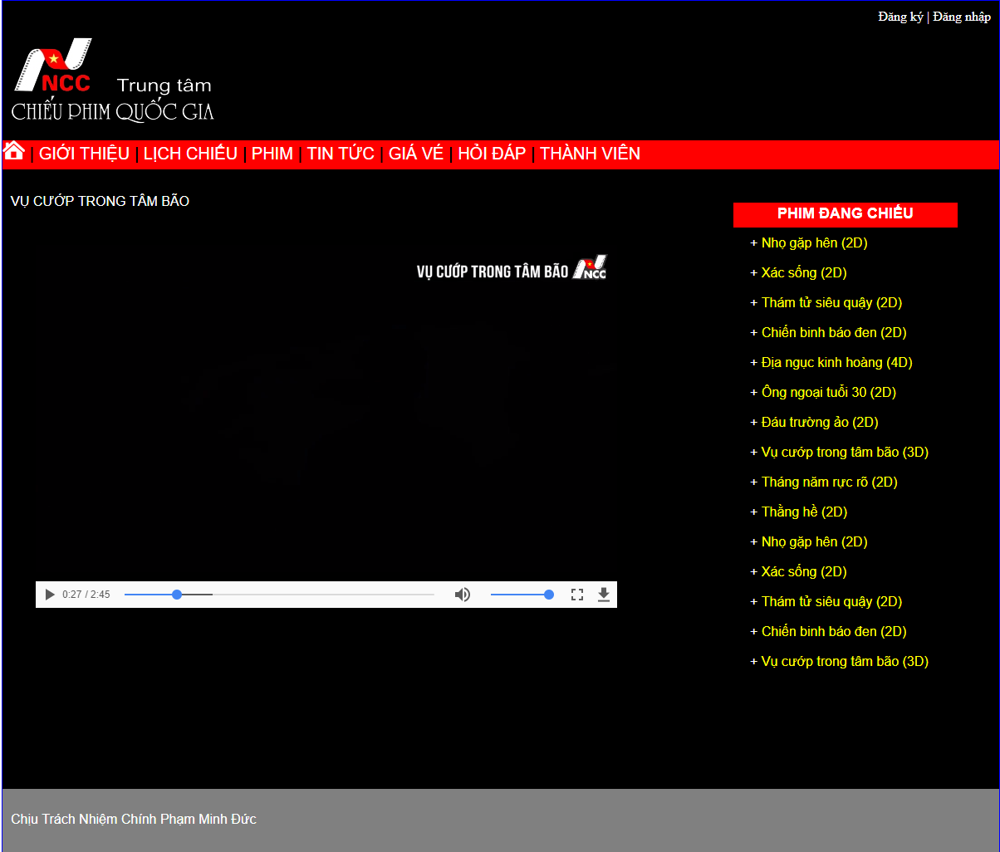 Đăng ký | Đăng nhập
NCC
Trung tâm
CHIẾU PHIM QUỐC GIA
| GIỚI THIỆU | LỊCH CHIẾU | PHIM | TIN TỨC | GIÁ VÉ | HỎI ĐÁP | THÀNH VIÊN
VỤ CƯỚP TRONG TÂM BÃO
VỤ CƯỚP TRONG TÂM BÃO NCC
0:27 / 2:45
PHIM ĐANG CHIẾU
+ Nhọ gặp hên (2D)
+ Xác sống (2D)
+ Thám tử siêu quậy (2D)
+ Chiến binh báo đen (2D)
+ Địa ngục kinh hoàng (4D)
+ Ông ngoại tuổi 30 (2D)
+ Đáu trường ảo (2D)
+ Vụ cướp trong tâm bão (3D)
+ Tháng năm rực rõ (2D)
+ Thằng hề (2D)
+ Nhọ gặp hên (2D)
+ Xác sống (2D)
+ Thám tử siêu quậy (2D)
+ Chiến binh báo đen (2D)
+ Vụ cướp trong tâm bão (3D)
Chịu Trách Nhiệm Chính Phạm Minh Đức